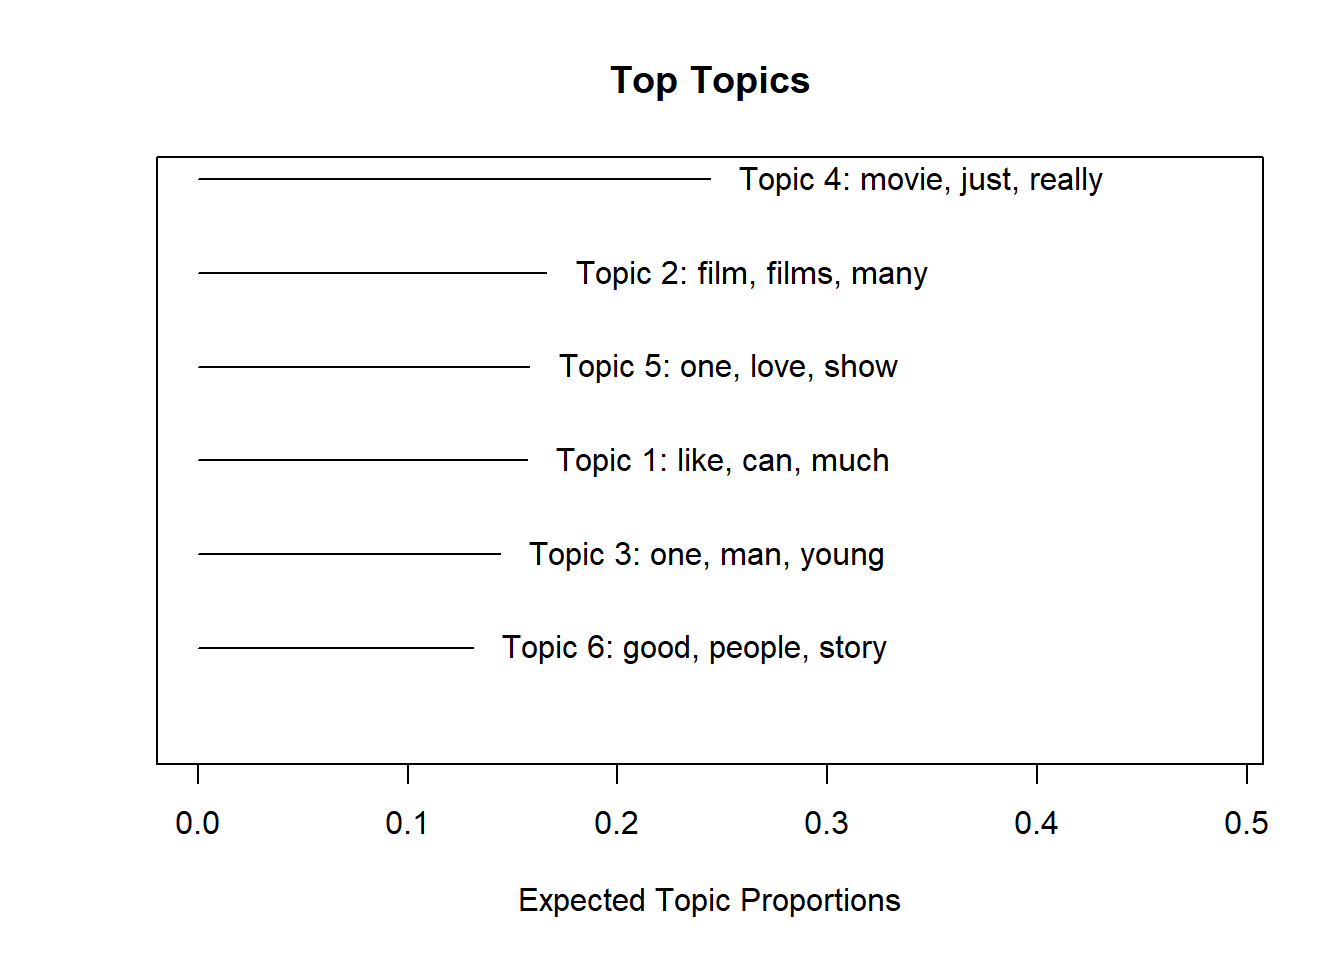 Top Topics
Topic 4: movie, just, really
Topic 2: film, films, many
Topic 5: one, love, show
Topic 1: like, can, much
Topic 3: one, man, young
Topic 6: good, people, story
0.0 0.1 0.2 0.3 0.4 0.5
Expected Topic Proportions